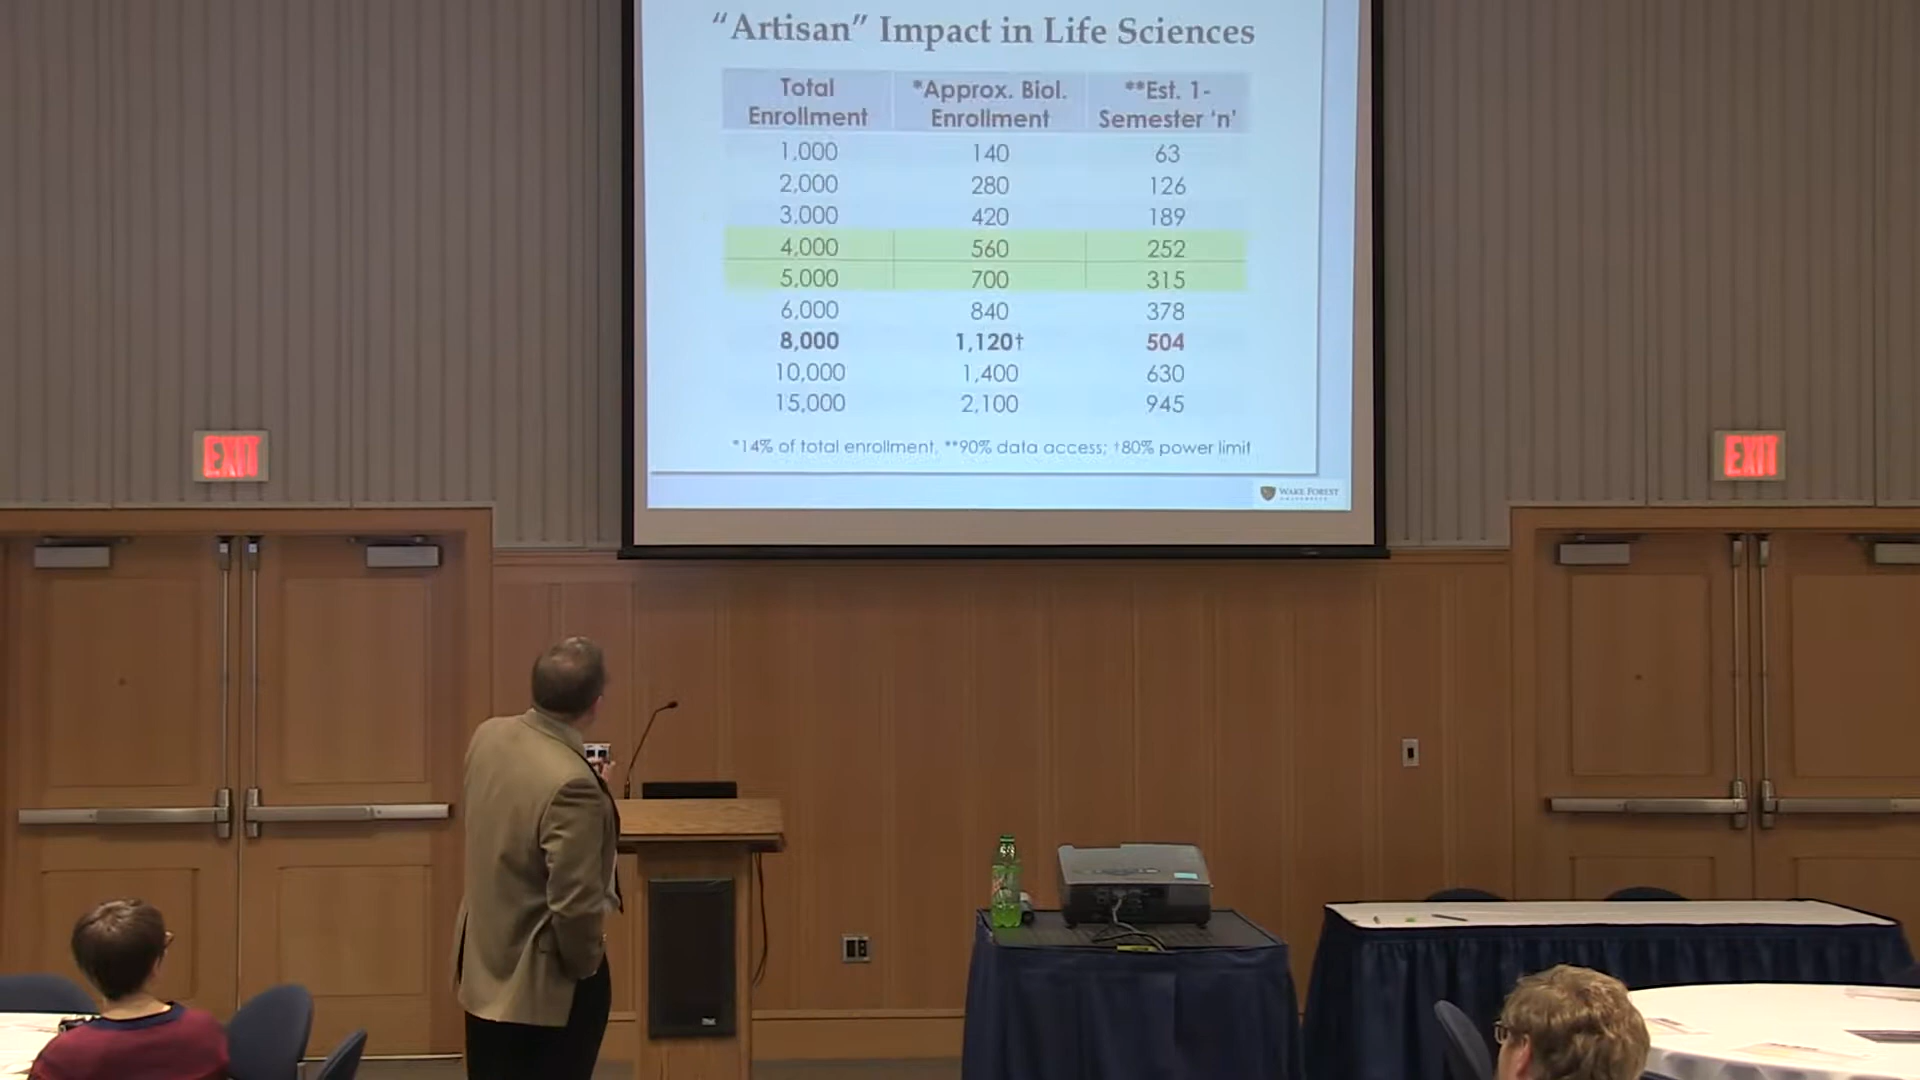 “Artisan” Impact in Life Sciences
Total Enrollment *Approx. Biol. Enrollment **Est. 1-Semester ‘n’
1,000 140 63
2,000 280 126
3,000 420 189
4,000 560 252
5,000 700 315
6,000 840 378
8,000 1,120† 504
10,000 1,400 630
15,000 2,100 945
*14% of total enrollment, **90% data access; †80% power limit
WAKE FOREST
UNIVERSITY
EXIT
EXIT